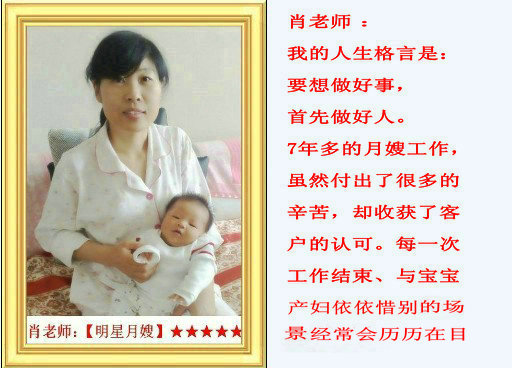 肖老师 ：
我的人生格言是：
要想做好事，
首先做好人。
7年多的月嫂工作，
虽然付出了很多的
辛苦，却收获了客
户的认可。每一次
工作结束、与宝宝
产妇依依惜别的场
景经常会历历在目
肖老师：【明星月嫂】★★★★★